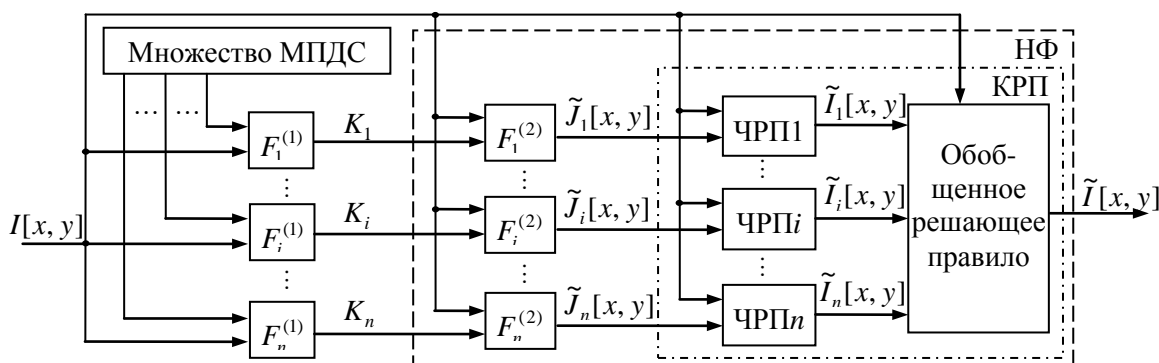 НФ
Множество МПДС
КРП
... ...
K₁
J̃₁[x, y]
Ĩ₁[x, y]
F₁⁽¹⁾
F₁⁽²⁾
ЧРП1
Обоб-
щенное
решающее
правило
I[x, y]
Kᵢ
J̃ᵢ[x, y]
Ĩᵢ[x, y]
Ĩ[x, y]
Fᵢ⁽¹⁾
Fᵢ⁽²⁾
ЧРПi
Kₙ
J̃ₙ[x, y]
Ĩₙ[x, y]
Fₙ⁽¹⁾
Fₙ⁽²⁾
ЧРПn